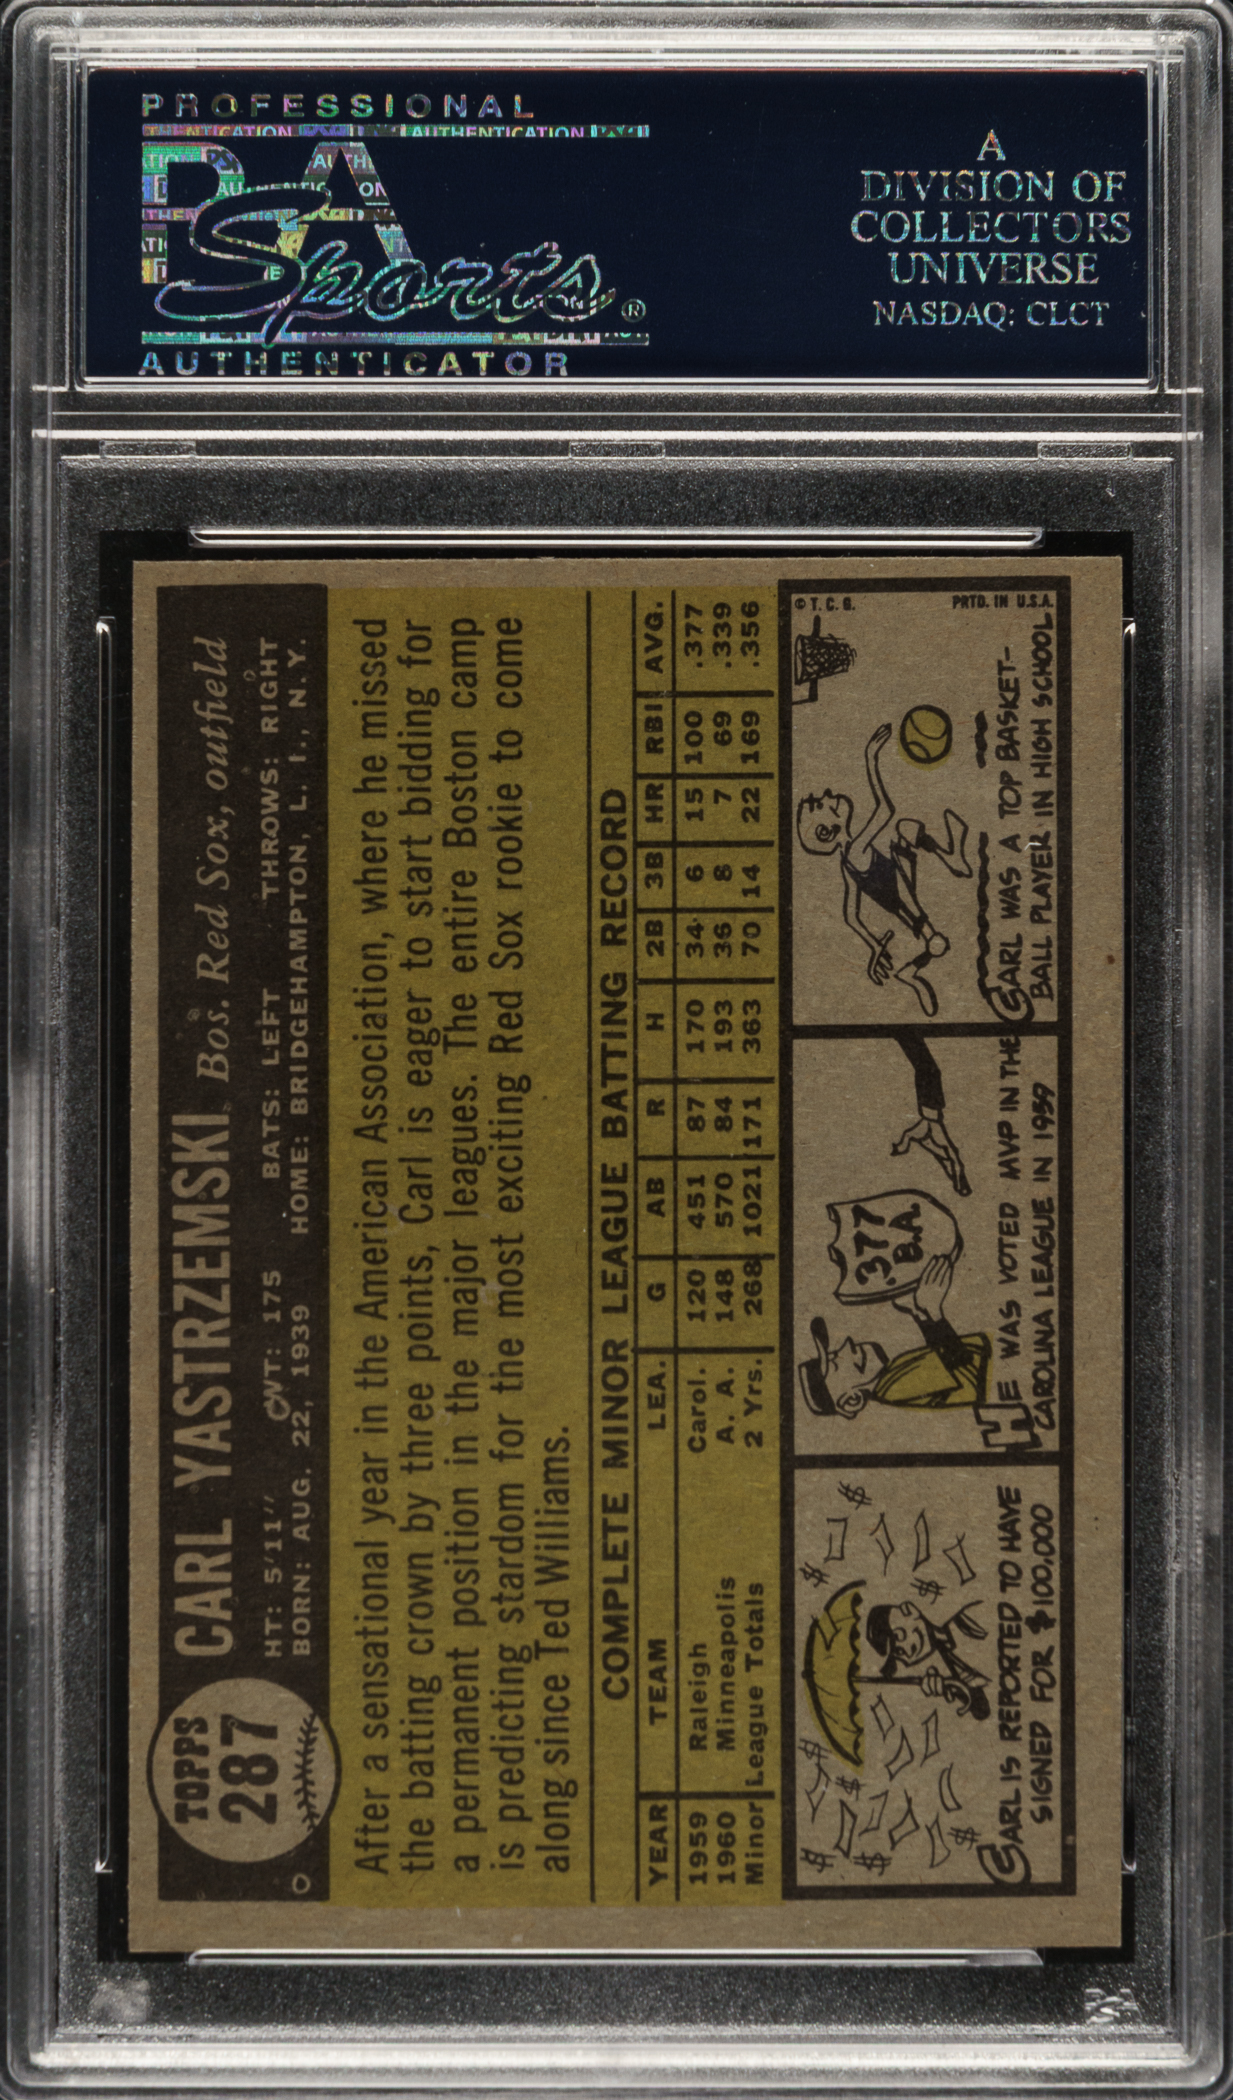 PROFESSIONAL
PSA
Sports®
AUTHENTICATOR
A
DIVISION OF
COLLECTORS
UNIVERSE
NASDAQ: CLCT
TOPPS
287
CARL YASTRZEMSKI Bos. Red Sox, outfield
HT: 5'11" WT: 175 BATS: LEFT THROWS: RIGHT
BORN: AUG. 22, 1939 HOME: BRIDGEHAMPTON, L. I., N. Y.
After a sensational year in the American Association, where he missed
the batting crown by three points, Carl is eager to start bidding for
a permanent position in the major leagues. The entire Boston camp
is predicting stardom for the most exciting Red Sox rookie to come
along since Ted Williams.
COMPLETE MINOR LEAGUE BATTING RECORD
YEAR TEAM LEA. G AB R H 2B 3B HR RBI AVG.
1959 Raleigh Carol. 120 451 87 170 34 6 15 100 .377
1960 Minneapolis A. A. 148 570 84 193 36 8 7 69 .339
Minor League Totals 2 Yrs. 268 1021 171 363 70 14 22 169 .356
$ $ $ $ $ $ $ $
CARL IS REPORTED TO HAVE
SIGNED FOR $100,000
.377
B.A.
HE WAS VOTED MVP IN THE
CAROLINA LEAGUE IN 1959
© T. C. G. PRTD. IN U.S.A.
CARL WAS A TOP BASKET-
BALL PLAYER IN HIGH SCHOOL
PSA